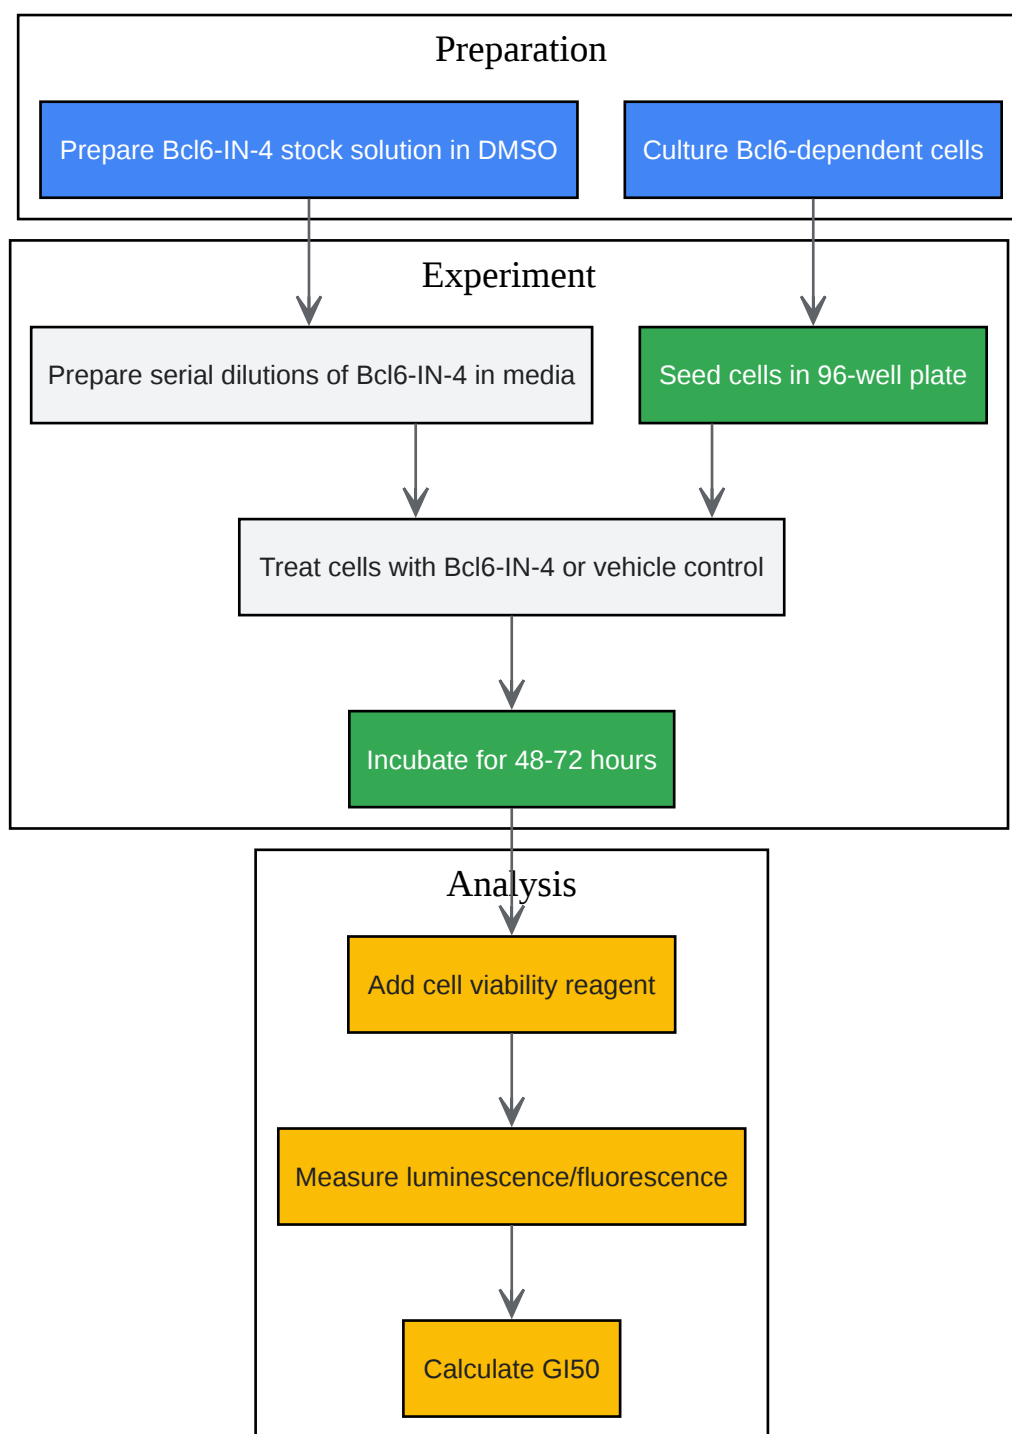 Preparation
Prepare Bcl6-IN-4 stock solution in DMSO
Culture Bcl6-dependent cells
Experiment
Prepare serial dilutions of Bcl6-IN-4 in media
Seed cells in 96-well plate
Treat cells with Bcl6-IN-4 or vehicle control
Incubate for 48-72 hours
Analysis
Add cell viability reagent
Measure luminescence/fluorescence
Calculate GI50